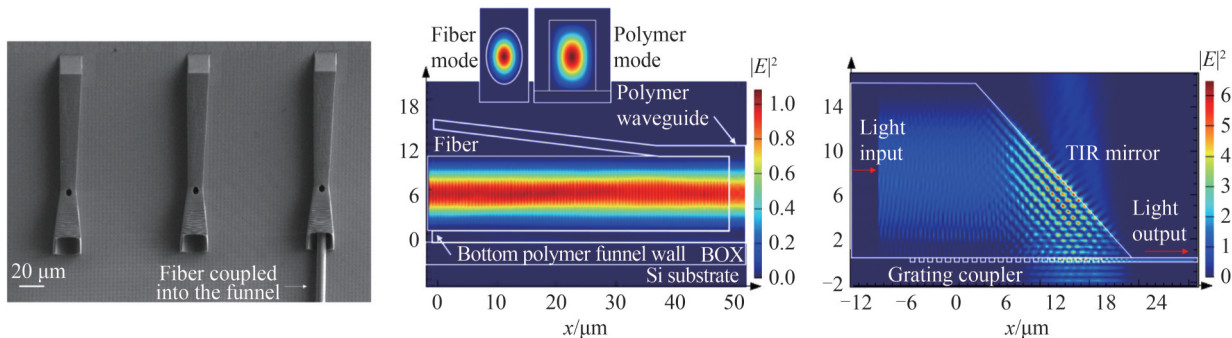 20 μm
Fiber coupled
into the funnel
Fiber
mode
Polymer
mode
|E|²
Polymer
waveguide
18
12
6
0
Fiber
Bottom polymer funnel wall
BOX
Si substrate
1.0
0.8
0.6
0.4
0.2
0.0
0
10
20
30
40
50
x/μm
|E|²
14
10
6
2
−2
Light
input
TIR mirror
Light
output
Grating coupler
6
5
4
3
2
1
0
−12
−6
0
6
12
18
24
x/μm